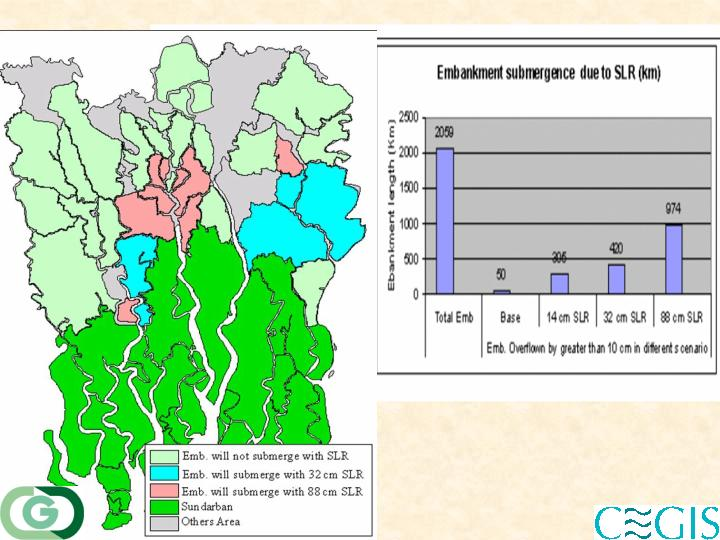 Embankment submergence due to SLR (km)
Embankment length (Km)
2500
2000
1500
1000
500
0
2059
50
420
974
Total Emb
Base
14 cm SLR
32 cm SLR
88 cm SLR
Emb. Overflown by greater than 10 cm in different scenario
Emb. will not submerge with SLR
Emb. will submerge with 32 cm SLR
Emb. will submerge with 88 cm SLR
Sundarban
Others Area
CEGIS